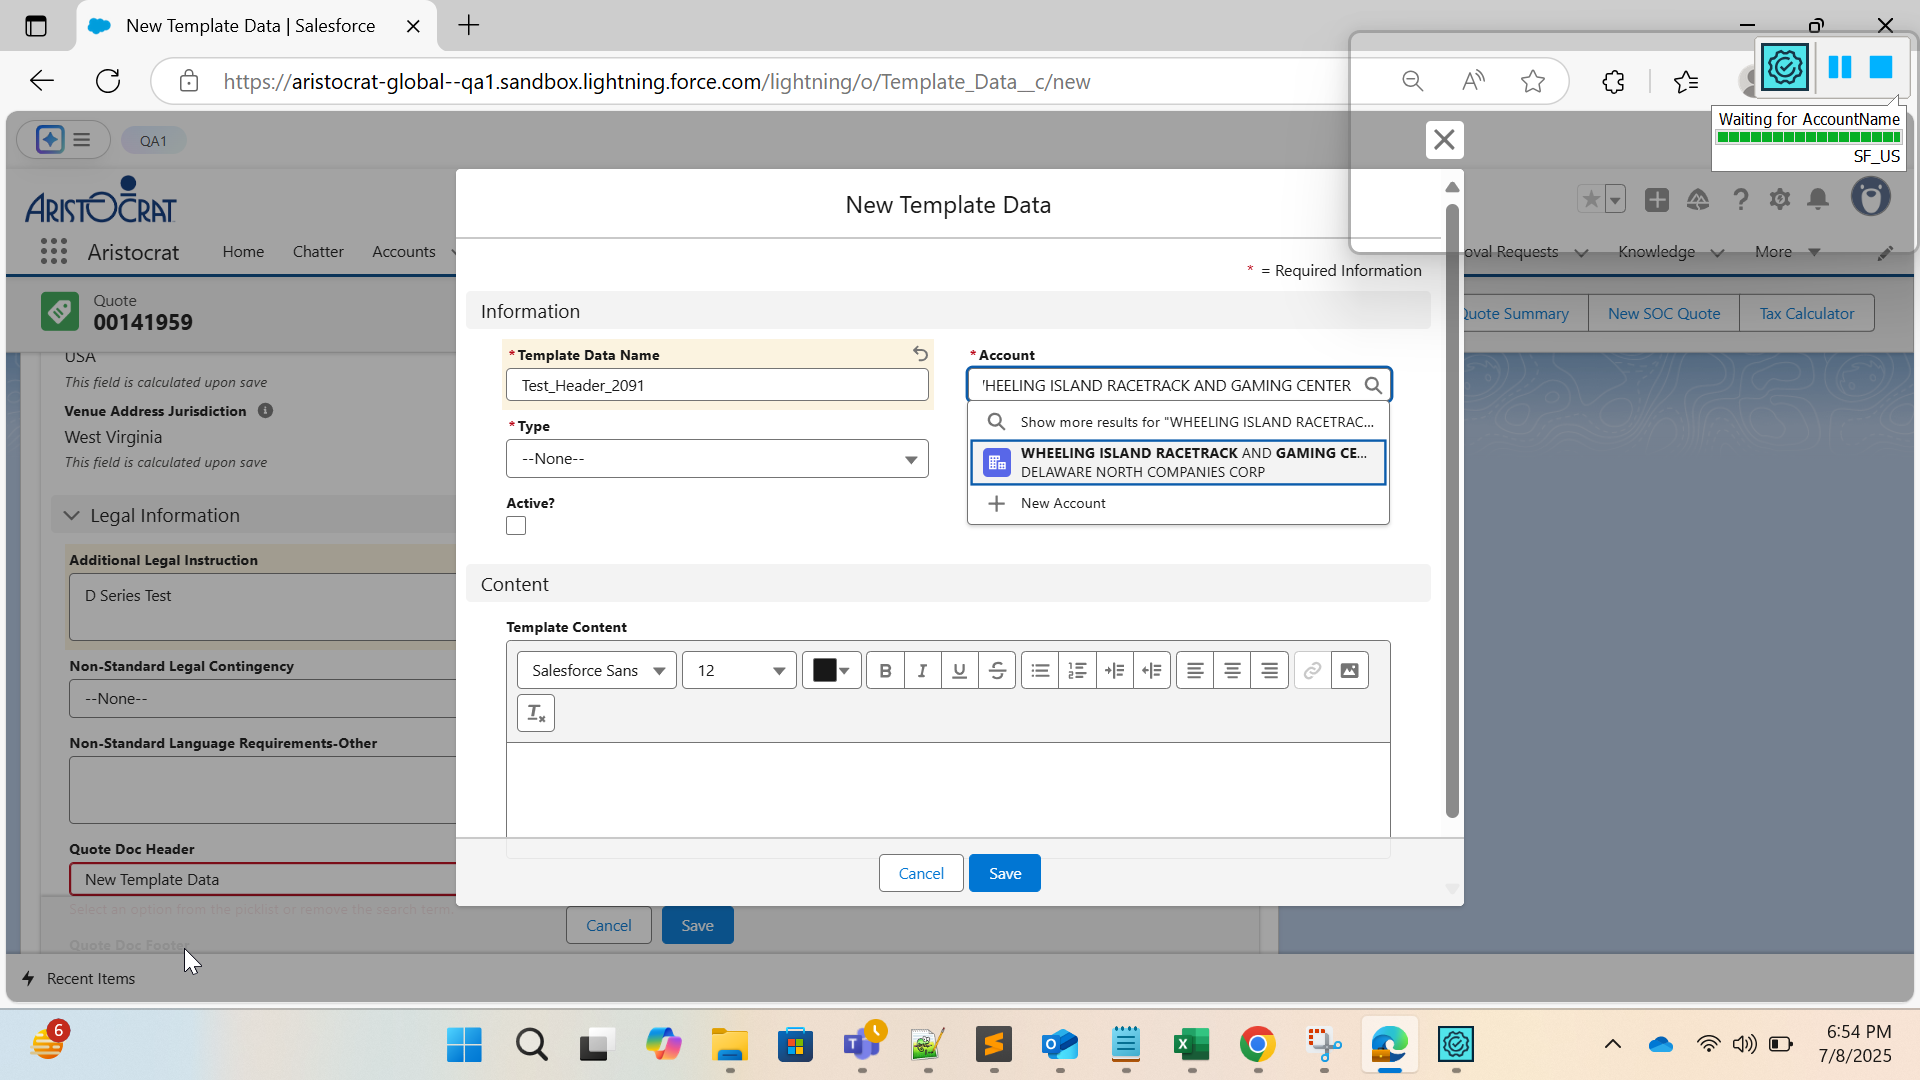 New Template Data | Salesforce
https://aristocrat-global--qa1.sandbox.lightning.force.com/lightning/o/Template_Data__c/new
Waiting for AccountName
SF_US
QA1
ARISTOCRAT
Aristocrat
Home
Chatter
Accounts
oval Requests
Knowledge
More
Quote
00141959
Quote Summary
New SOC Quote
Tax Calculator
USA
This field is calculated upon save
Venue Address Jurisdiction
West Virginia
This field is calculated upon save
Legal Information
Additional Legal Instruction
D Series Test
Non-Standard Legal Contingency
--None--
Non-Standard Language Requirements-Other
Quote Doc Header
New Template Data
Select an option from the picklist or remove the search term.
Quote Doc Footer
Cancel
Save
Recent Items
New Template Data
* = Required Information
Information
* Template Data Name
Test_Header_2091
* Type
--None--
Active?
* Account
HEELING ISLAND RACETRACK AND GAMING CENTER
Show more results for "WHEELING ISLAND RACETRAC...
WHEELING ISLAND RACETRACK AND GAMING CE...
DELAWARE NORTH COMPANIES CORP
New Account
Content
Template Content
Salesforce Sans
12
B
I
U
S
Cancel
Save
6
6:54 PM
7/8/2025